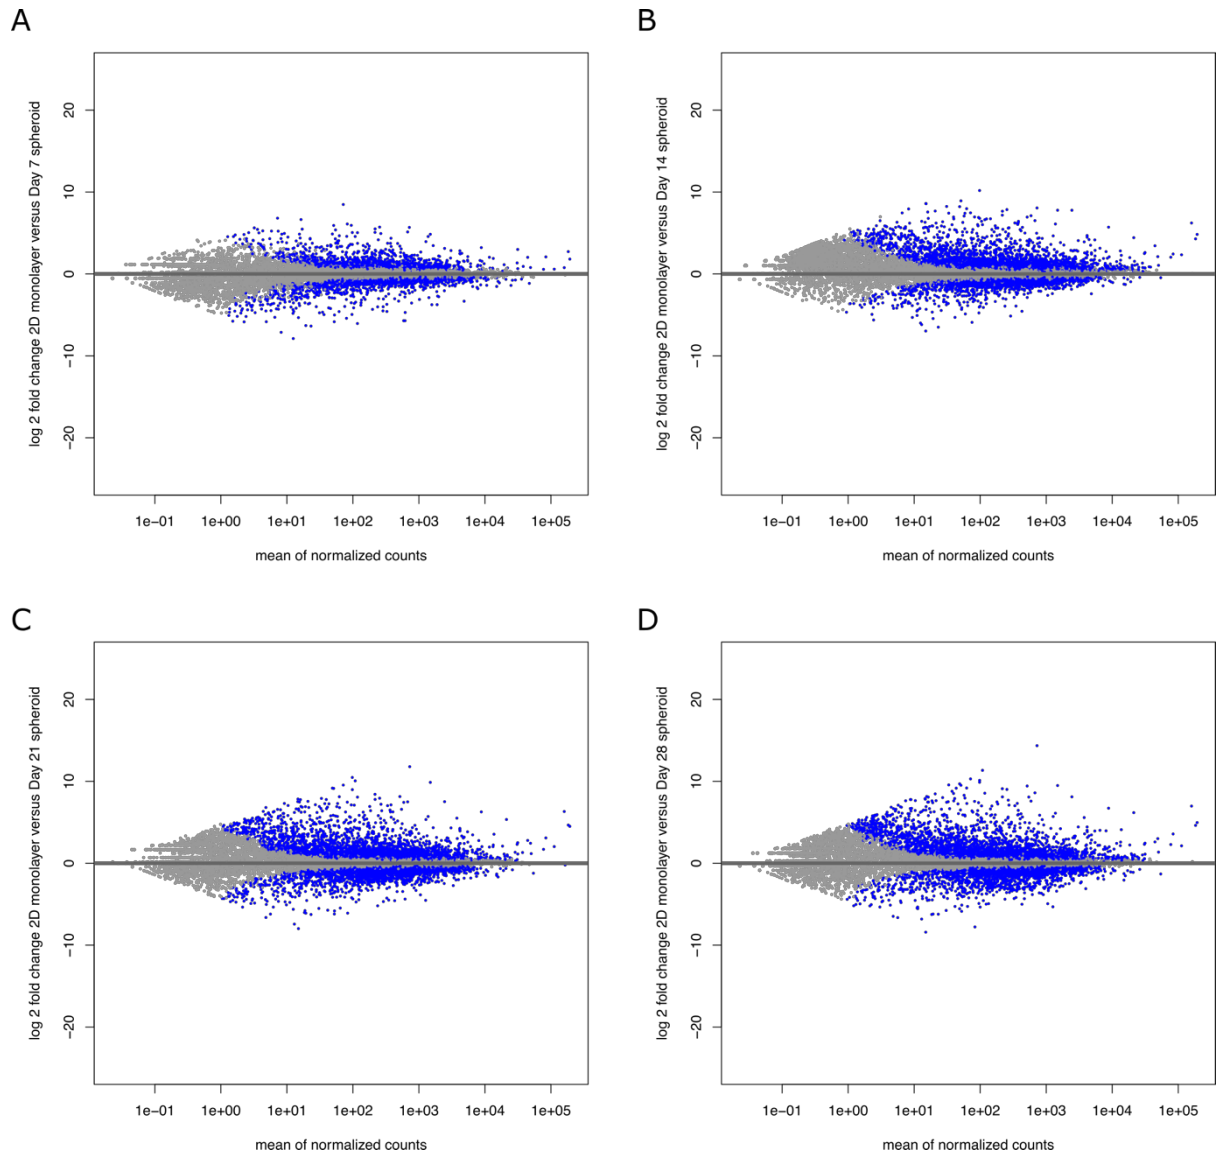 A
log 2 fold change 2D monolayer versus Day 7 spheroid
20
10
0
−10
−20
1e−01 1e+00 1e+01 1e+02 1e+03 1e+04 1e+05
mean of normalized counts
B
log 2 fold change 2D monolayer versus Day 14 spheroid
20
10
0
−10
−20
1e−01 1e+00 1e+01 1e+02 1e+03 1e+04 1e+05
mean of normalized counts
C
log 2 fold change 2D monolayer versus Day 21 spheroid
20
10
0
−10
−20
1e−01 1e+00 1e+01 1e+02 1e+03 1e+04 1e+05
mean of normalized counts
D
log 2 fold change 2D monolayer versus Day 28 spheroid
20
10
0
−10
−20
1e−01 1e+00 1e+01 1e+02 1e+03 1e+04 1e+05
mean of normalized counts